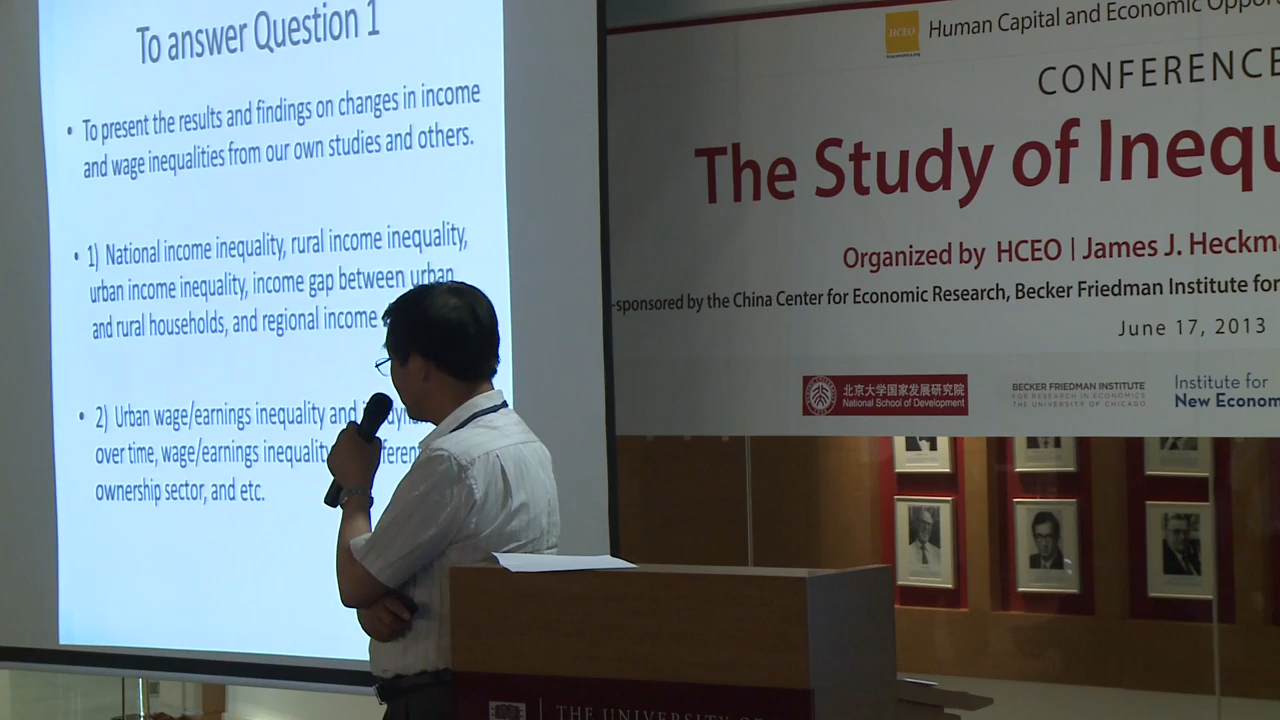 To answer Question 1
• To present the results and findings on changes in income
and wage inequalities from our own studies and others.
• 1) National income inequality, rural income inequality,
urban income inequality, income gap between urban
and rural households, and regional income
• 2) Urban wage/earnings inequality and
over time, wage/earnings inequality
ownership sector, and etc.
HCEO
Human Capital and Economic
CONFERENCE
The Study of
Organized by HCEO | James J.
-sponsored by the China Center for Economic Research, Becker Friedman Institute for
June 17, 2013
北京大学国家发展研究院
National School of Development
BECKER FRIEDMAN INSTITUTE
FOR RESEARCH IN ECONOMICS
THE UNIVERSITY OF CHICAGO
Institute for
New
THE UNIVERSITY OF